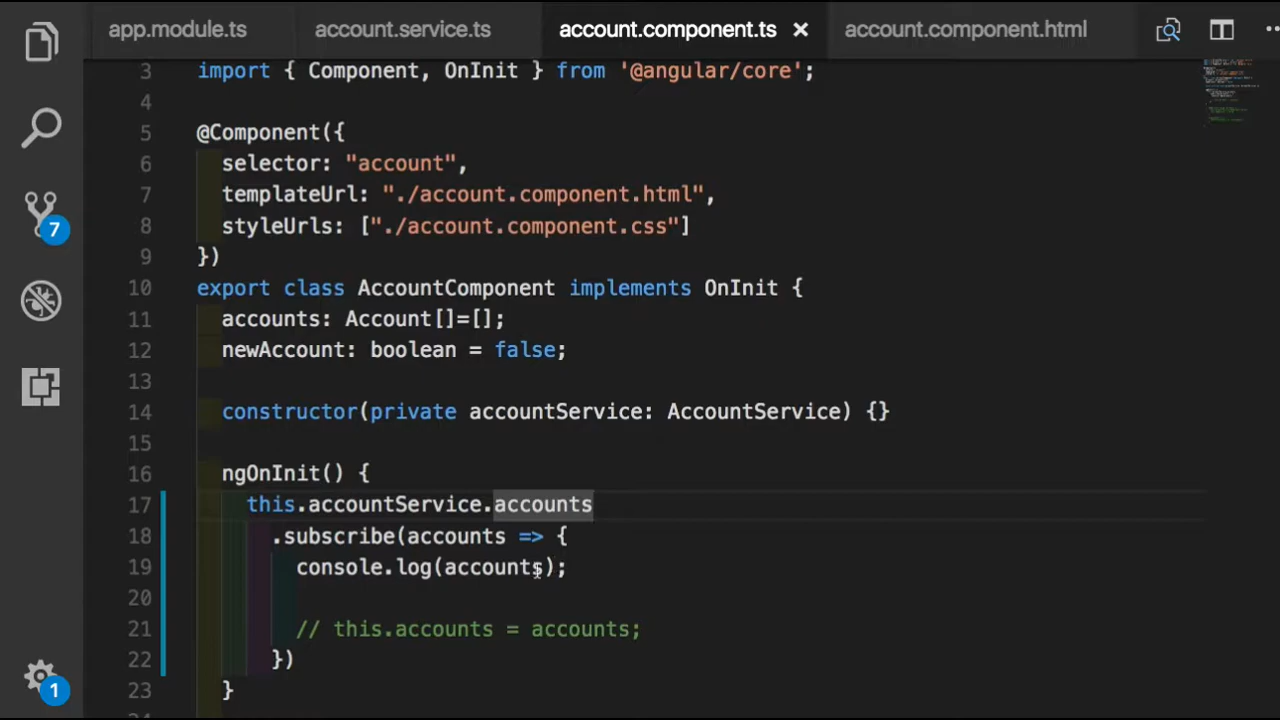 app.module.ts account.service.ts account.component.ts × account.component.html
3 import { Component, OnInit } from '@angular/core';
4
5 @Component({
6 selector: "account",
7 templateUrl: "./account.component.html",
8 styleUrls: ["./account.component.css"]
9 })
10 export class AccountComponent implements OnInit {
11 accounts: Account[]=[];
12 newAccount: boolean = false;
13
14 constructor(private accountService: AccountService) {}
15
16 ngOnInit() {
17 this.accountService.accounts
18 .subscribe(accounts => {
19 console.log(accounts);
20
21 // this.accounts = accounts;
22 })
23 }
7
1